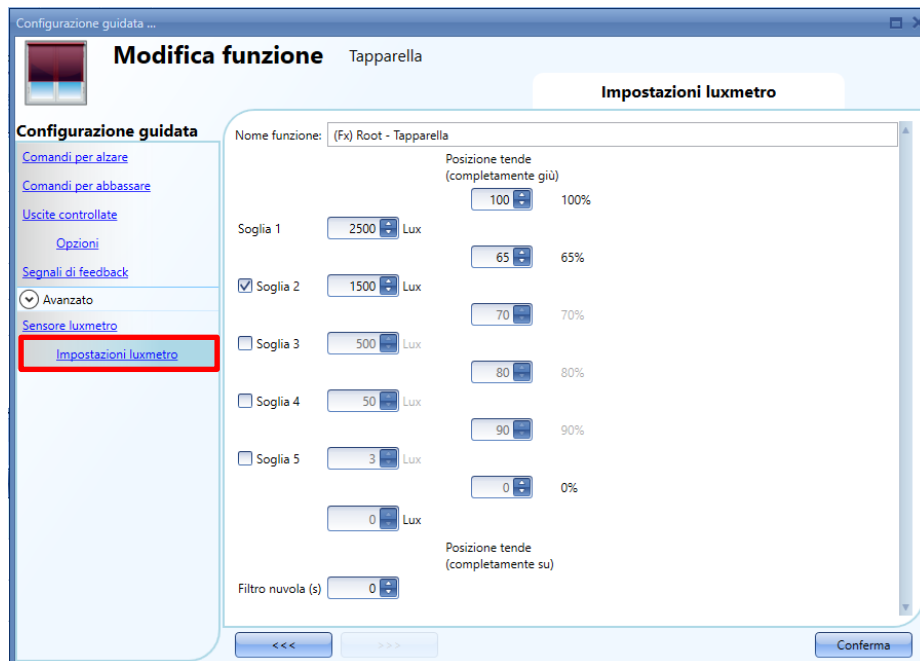 Configurazione guidata ...
Modifica funzione Tapparella
Impostazioni luxmetro
Configurazione guidata
Comandi per alzare
Comandi per abbassare
Uscite controllate
Opzioni
Segnali di feedback
Avanzato
Sensore luxmetro
Impostazioni luxmetro
Nome funzione: (Fx) Root - Tapparella
Posizione tende
(completamente giù)
100 100%
Soglia 1 2500 Lux
65 65%
Soglia 2 1500 Lux
70 70%
Soglia 3 500 Lux
80 80%
Soglia 4 50 Lux
90 90%
Soglia 5 3 Lux
0 0%
0 Lux
Posizione tende
(completamente su)
Filtro nuvola (s) 0
<<< >>> Conferma